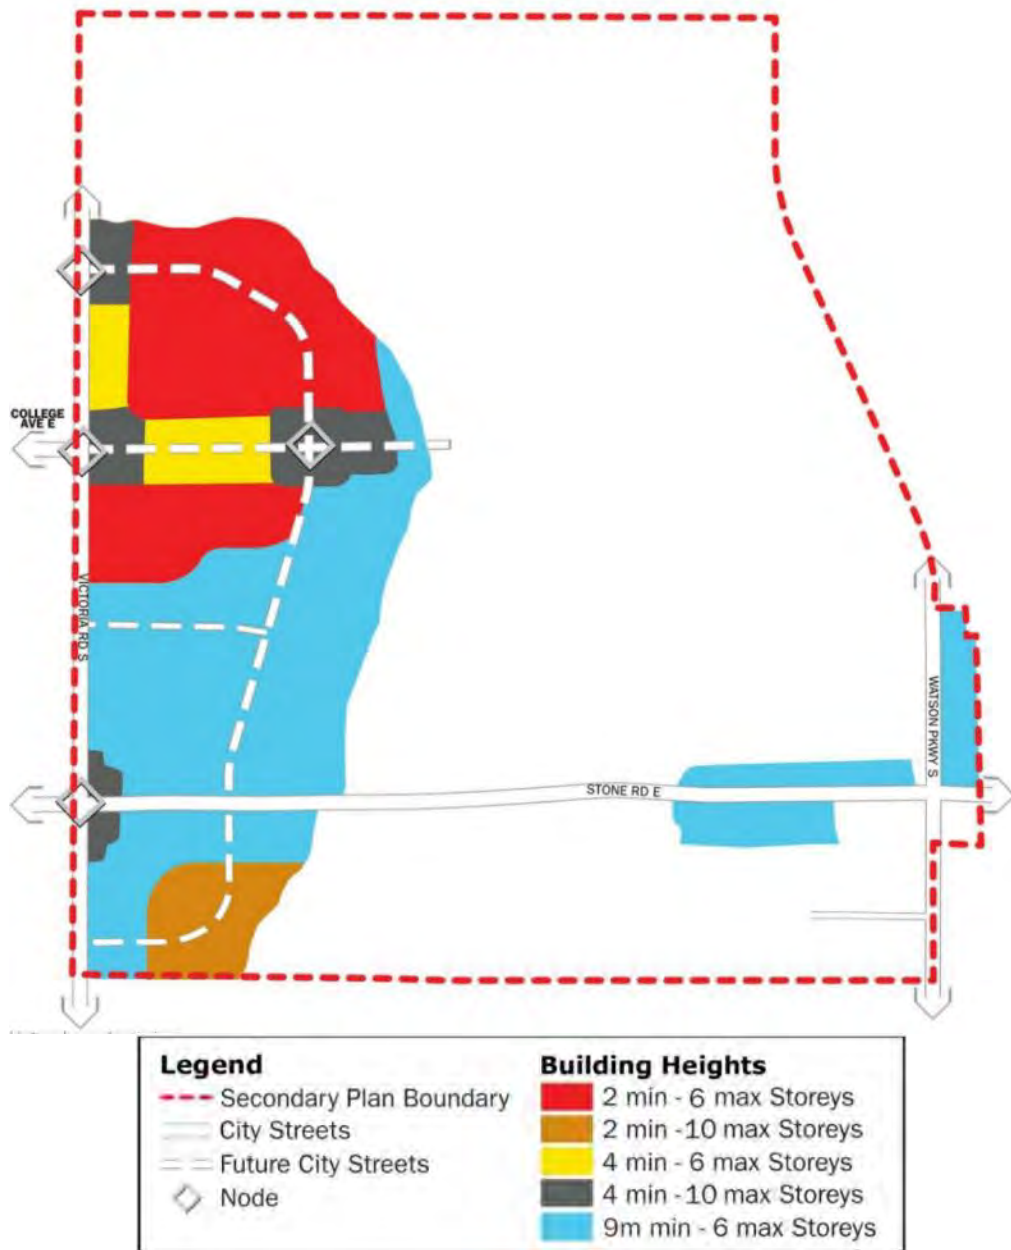 COLLEGE
AVE E
VICTORIA RD S
WATSON PKWY S
STONE RD E
Legend
Secondary Plan Boundary
City Streets
Future City Streets
Node
Building Heights
2 min - 6 max Storeys
2 min -10 max Storeys
4 min - 6 max Storeys
4 min -10 max Storeys
9m min - 6 max Storeys